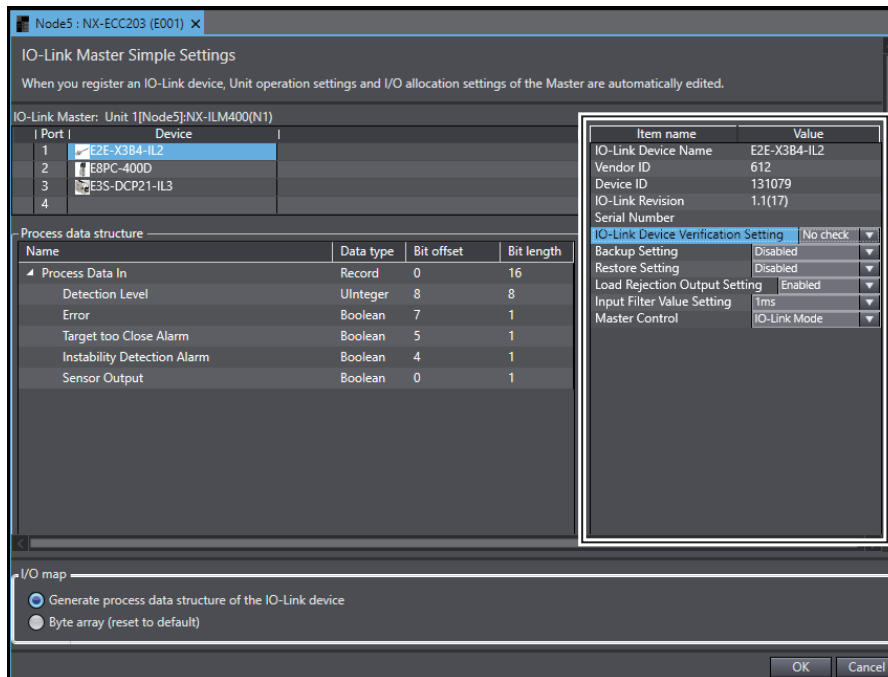 Node5 : NX-ECC203 (E001) ×
IO-Link Master Simple Settings
When you register an IO-Link device, Unit operation settings and I/O allocation settings of the Master are automatically edited.
IO-Link Master: Unit 1[Node5]:NX-ILM400(N1)
| Port | Device |
1 E2E-X3B4-IL2
2 E8PC-400D
3 E3S-DCP21-IL3
4
Process data structure
Name Data type Bit offset Bit length
Process Data In Record 0 16
Detection Level UInteger 8 8
Error Boolean 7 1
Target too Close Alarm Boolean 5 1
Instability Detection Alarm Boolean 4 1
Sensor Output Boolean 0 1
Item name Value
IO-Link Device Name E2E-X3B4-IL2
Vendor ID 612
Device ID 131079
IO-Link Revision 1.1(17)
Serial Number
IO-Link Device Verification Setting No check
Backup Setting Disabled
Restore Setting Disabled
Load Rejection Output Setting Enabled
Input Filter Value Setting 1ms
Master Control IO-Link Mode
I/O map
Generate process data structure of the IO-Link device
Byte array (reset to default)
OK Cancel